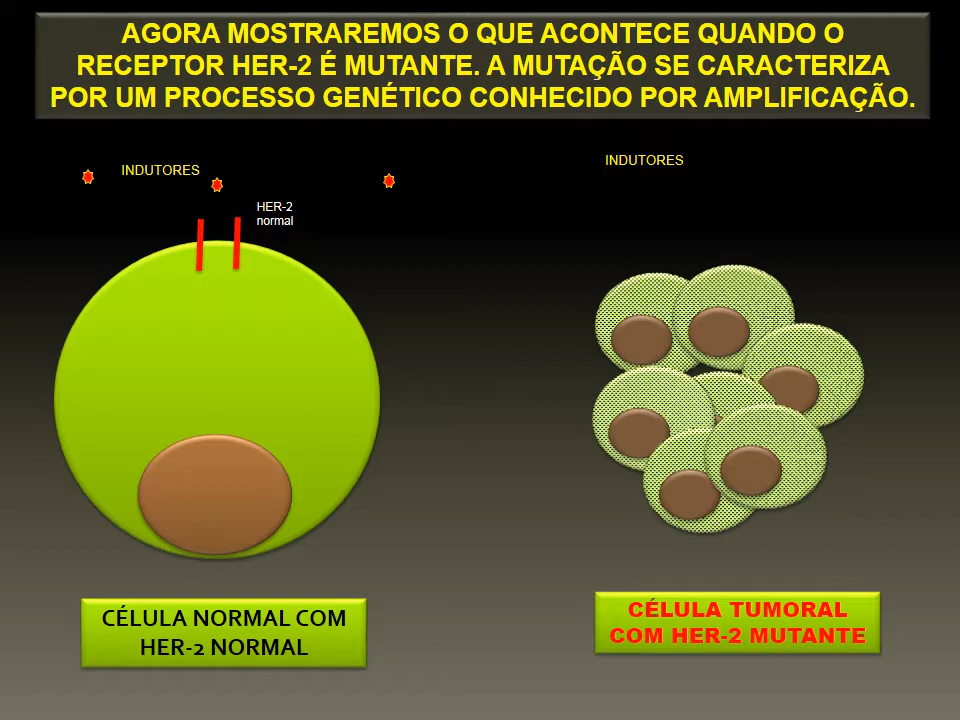 AGORA MOSTRAREMOS O QUE ACONTECE QUANDO O
RECEPTOR HER-2 É MUTANTE. A MUTAÇÃO SE CARACTERIZA
POR UM PROCESSO GENÉTICO CONHECIDO POR AMPLIFICAÇÃO.
INDUTORES
INDUTORES
HER-2
normal
CÉLULA NORMAL COM
HER-2 NORMAL
CÉLULA TUMORAL
COM HER-2 MUTANTE